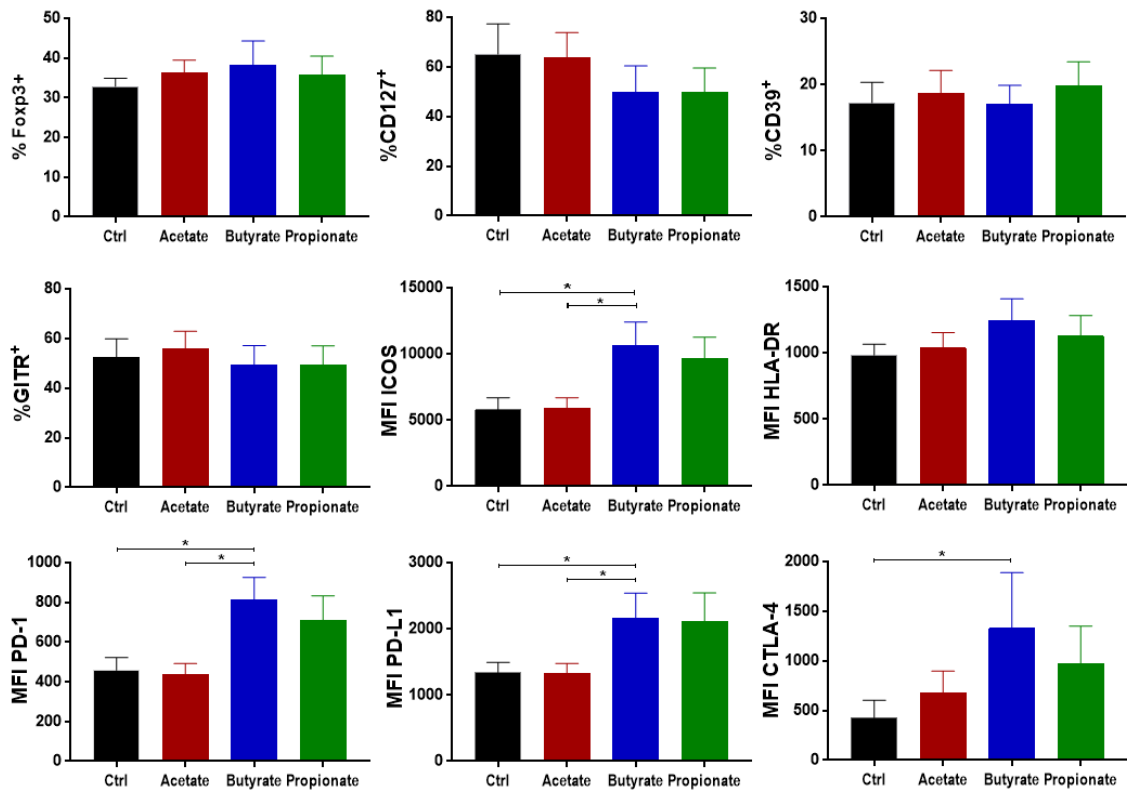 % Foxp3+
50
40
30
20
10
0
Ctrl Acetate Butyrate Propionate
%CD127+
80
60
40
20
0
Ctrl Acetate Butyrate Propionate
%CD39+
30
20
10
0
Ctrl Acetate Butyrate Propionate
%GITR+
80
60
40
20
0
Ctrl Acetate Butyrate Propionate
MFI ICOS
15000
10000
5000
0
*
*
Ctrl Acetate Butyrate Propionate
MFI HLA-DR
1500
1000
500
0
Ctrl Acetate Butyrate Propionate
MFI PD-1
1000
800
600
400
200
0
*
*
Ctrl Acetate Butyrate Propionate
MFI PD-L1
3000
2000
1000
0
*
*
Ctrl Acetate Butyrate Propionate
MFI CTLA-4
2000
1500
1000
500
0
*
Ctrl Acetate Butyrate Propionate